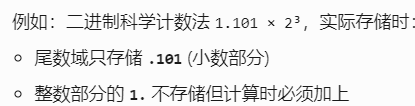 例如：二进制科学计数法 1.101 × 2³，实际存储时：
○ 尾数域只存储 .101 (小数部分)
○ 整数部分的 1. 不存储但计算时必须加上